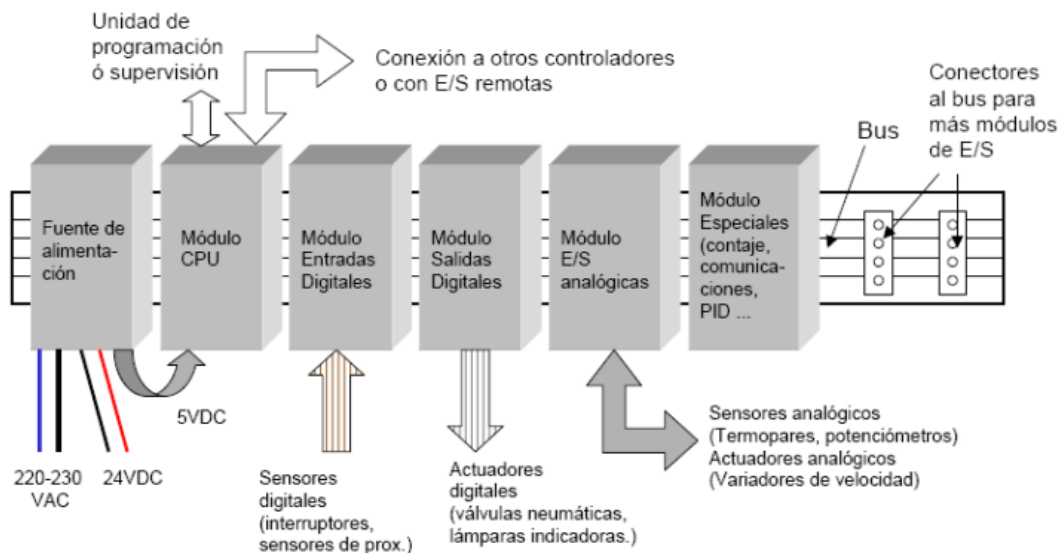 Unidad de
programación
ó supervisión
Conexión a otros controladores
o con E/S remotas
Conectores
al bus para
más módulos
de E/S
Bus
Fuente de
alimenta-
ción
Módulo
CPU
Módulo
Entradas
Digitales
Módulo
Salidas
Digitales
Módulo
E/S
analógicas
Módulo
Especiales
(contaje,
comunica-
ciones,
PID ...
5VDC
220-230
VAC
24VDC
Sensores
digitales
(interruptores,
sensores de prox.)
Actuadores
digitales
(válvulas neumáticas,
lámparas indicadoras.)
Sensores analógicos
(Termopares, potenciómetros)
Actuadores analógicos
(Variadores de velocidad)